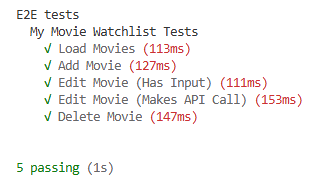 E2E tests
My Movie Watchlist Tests
√ Load Movies (113ms)
√ Add Movie (127ms)
√ Edit Movie (Has Input) (111ms)
√ Edit Movie (Makes API Call) (153ms)
√ Delete Movie (147ms)
5 passing (1s)